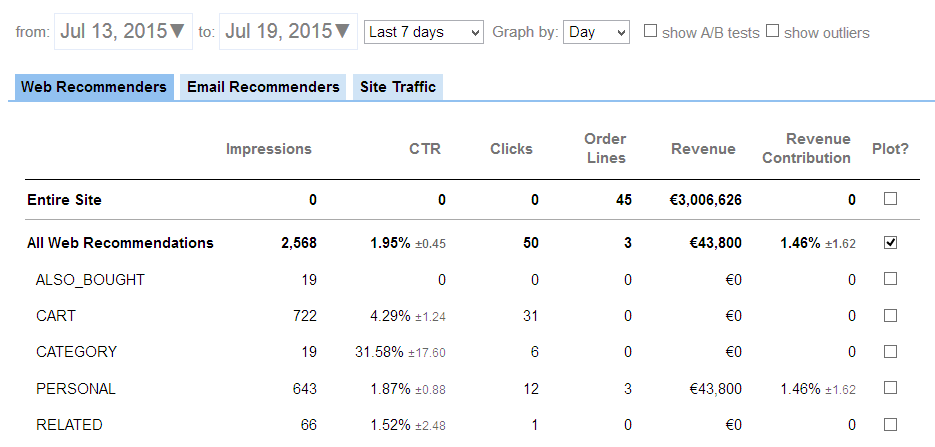 from: Jul 13, 2015▼ to: Jul 19, 2015▼ Last 7 days Graph by: Day show A/B tests show outliers
Web Recommenders Email Recommenders Site Traffic
Impressions CTR Clicks Order Lines Revenue Revenue Contribution Plot?
Entire Site 0 0 0 45 €3,006,626 0
All Web Recommendations 2,568 1.95% ±0.45 50 3 €43,800 1.46% ±1.62
ALSO_BOUGHT 19 0 0 0 €0 0
CART 722 4.29% ±1.24 31 0 €0 0
CATEGORY 19 31.58% ±17.60 6 0 €0 0
PERSONAL 643 1.87% ±0.88 12 3 €43,800 1.46% ±1.62
RELATED 66 1.52% ±2.48 1 0 €0 0